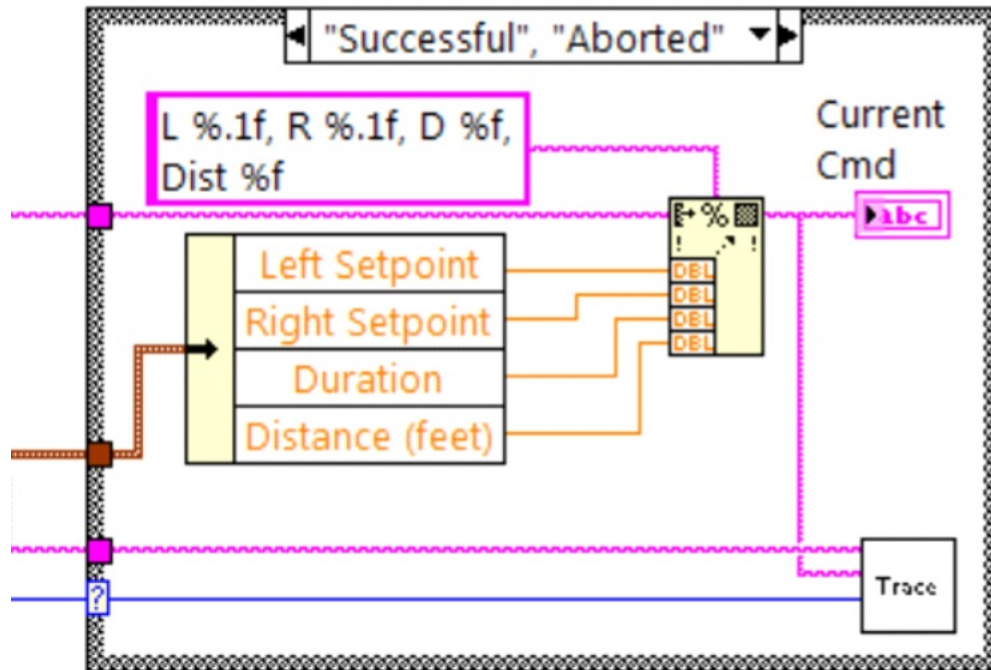 "Successful", "Aborted"
L %.1f, R %.1f, D %f,
Dist %f
Current
Cmd
%
abc
! !
Left Setpoint
DBL
Right Setpoint
DBL
Duration
DBL
Distance (feet)
DBL
Trace
?